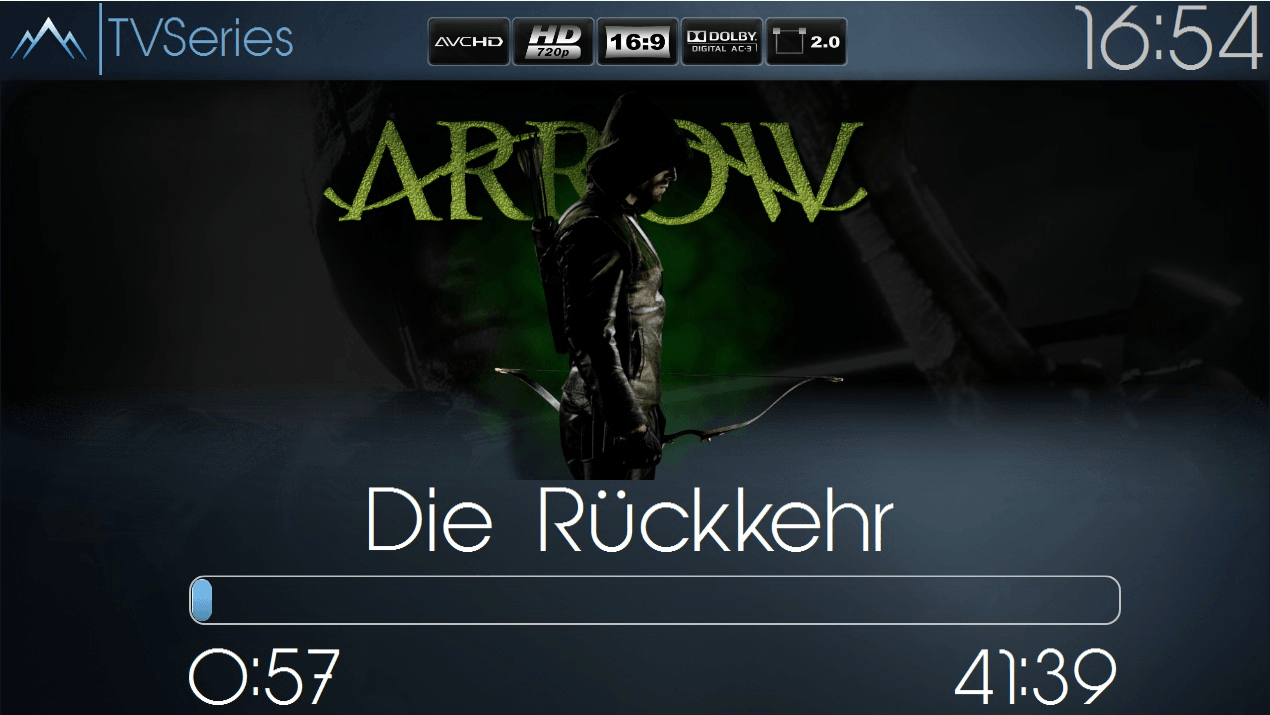 TVSeries
AVCHD
HD
720p
16:9
DOLBY
DIGITAL AC-3
2.0
16:54
ARROW
Die Rückkehr
0:57
41:39